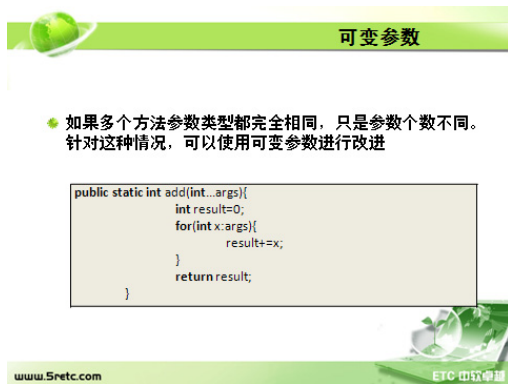 可变参数
如果多个方法参数类型都完全相同，只是参数个数不同。
针对这种情况，可以使用可变参数进行改进
public static int add(int...args){
int result=0;
for(int x:args){
result+=x;
}
return result;
}
www.5retc.com
ETC 中软卓越